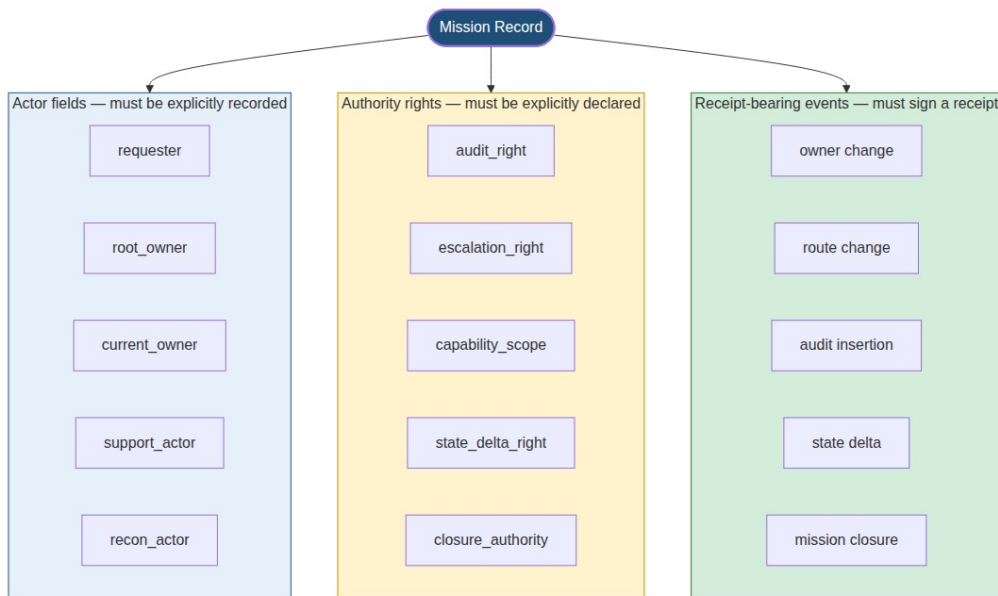 Mission Record
Actor fields — must be explicitly recorded
requester
root_owner
current_owner
support_actor
recon_actor
Authority rights — must be explicitly declared
audit_right
escalation_right
capability_scope
state_delta_right
closure_authority
Receipt-bearing events — must sign a receipt
owner change
route change
audit insertion
state delta
mission closure